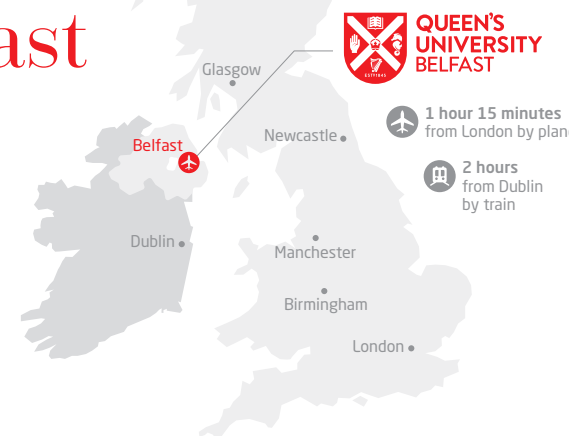 ast
QUEEN'S
UNIVERSITY
BELFAST
ESTD1845
Glasgow
1 hour 15 minutes
from London by plan
Newcastle
Belfast
2 hours
from Dublin
by train
Dublin
Manchester
Birmingham
London